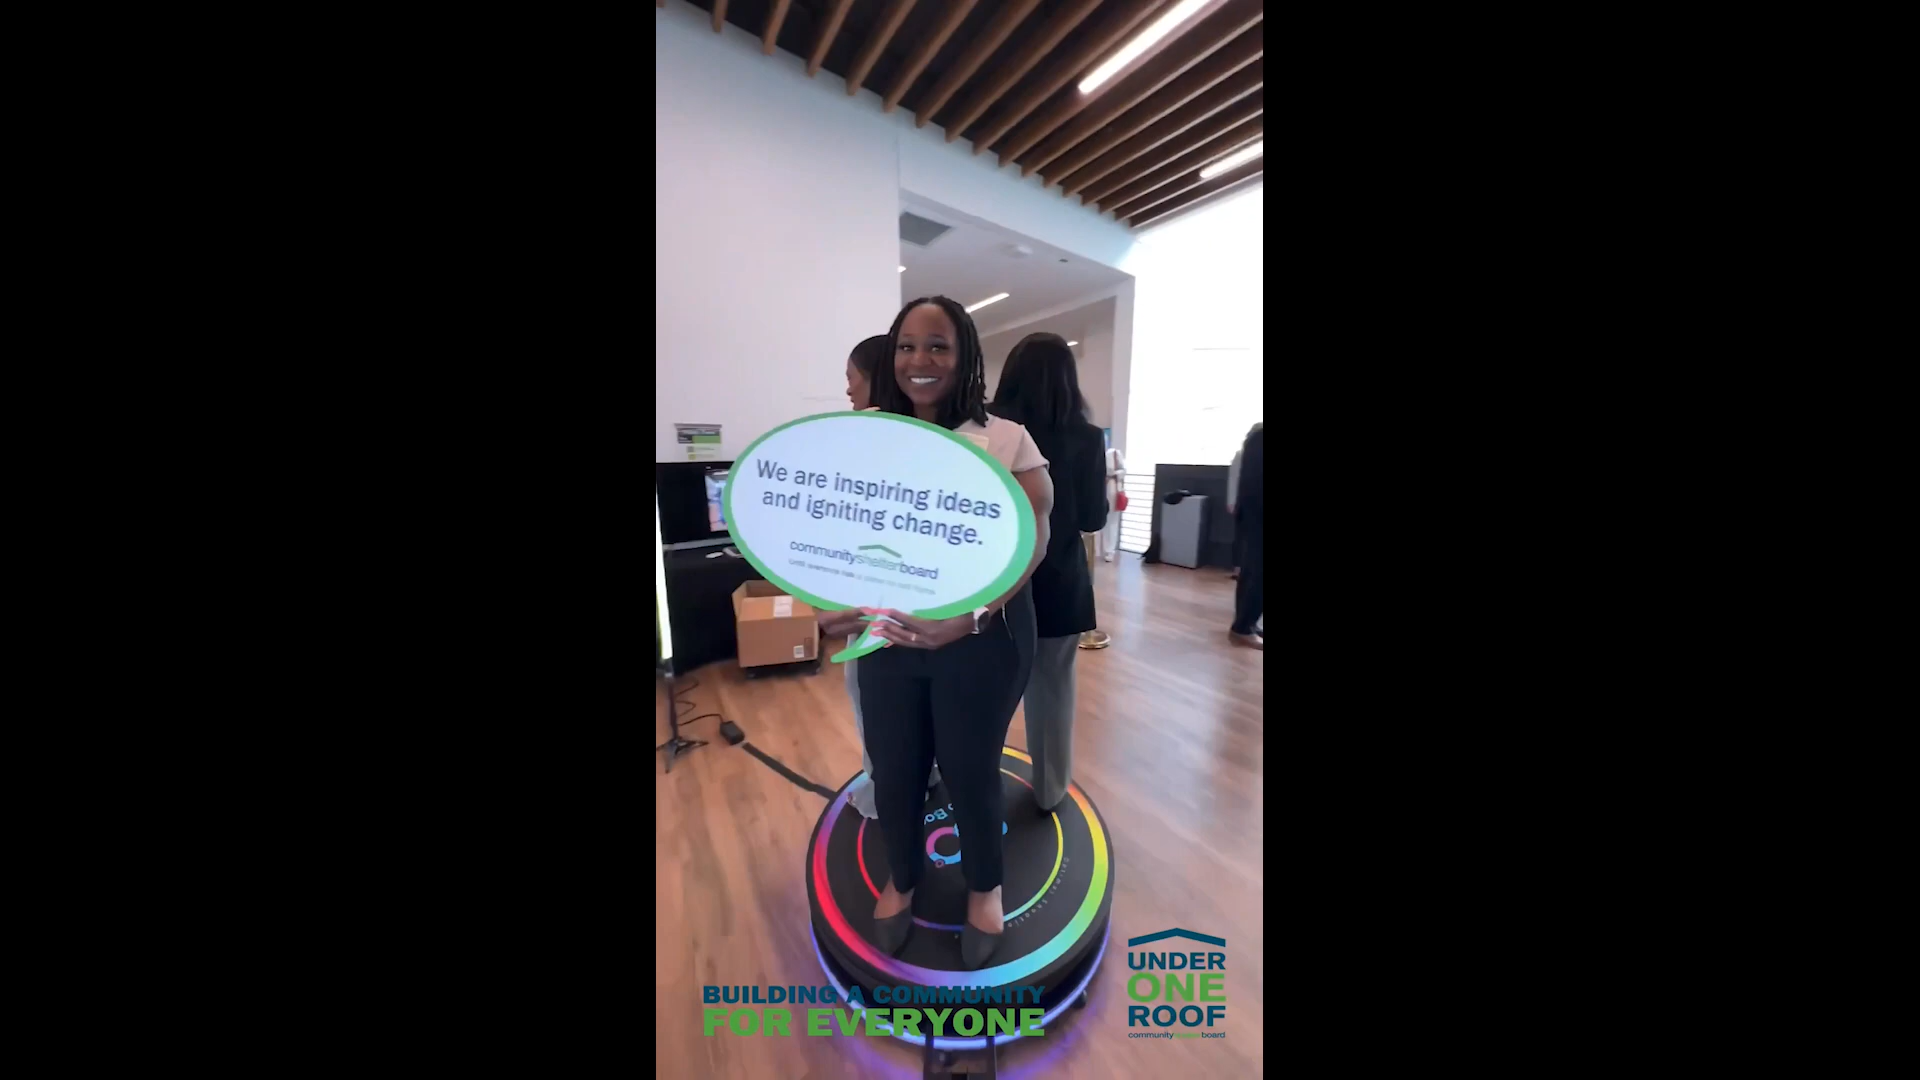 We are inspiring ideas
and igniting change.
communityshelterboard
BUILDING A COMMUNITY
FOR EVERYONE
UNDER
ONE
ROOF
communityshelterboard